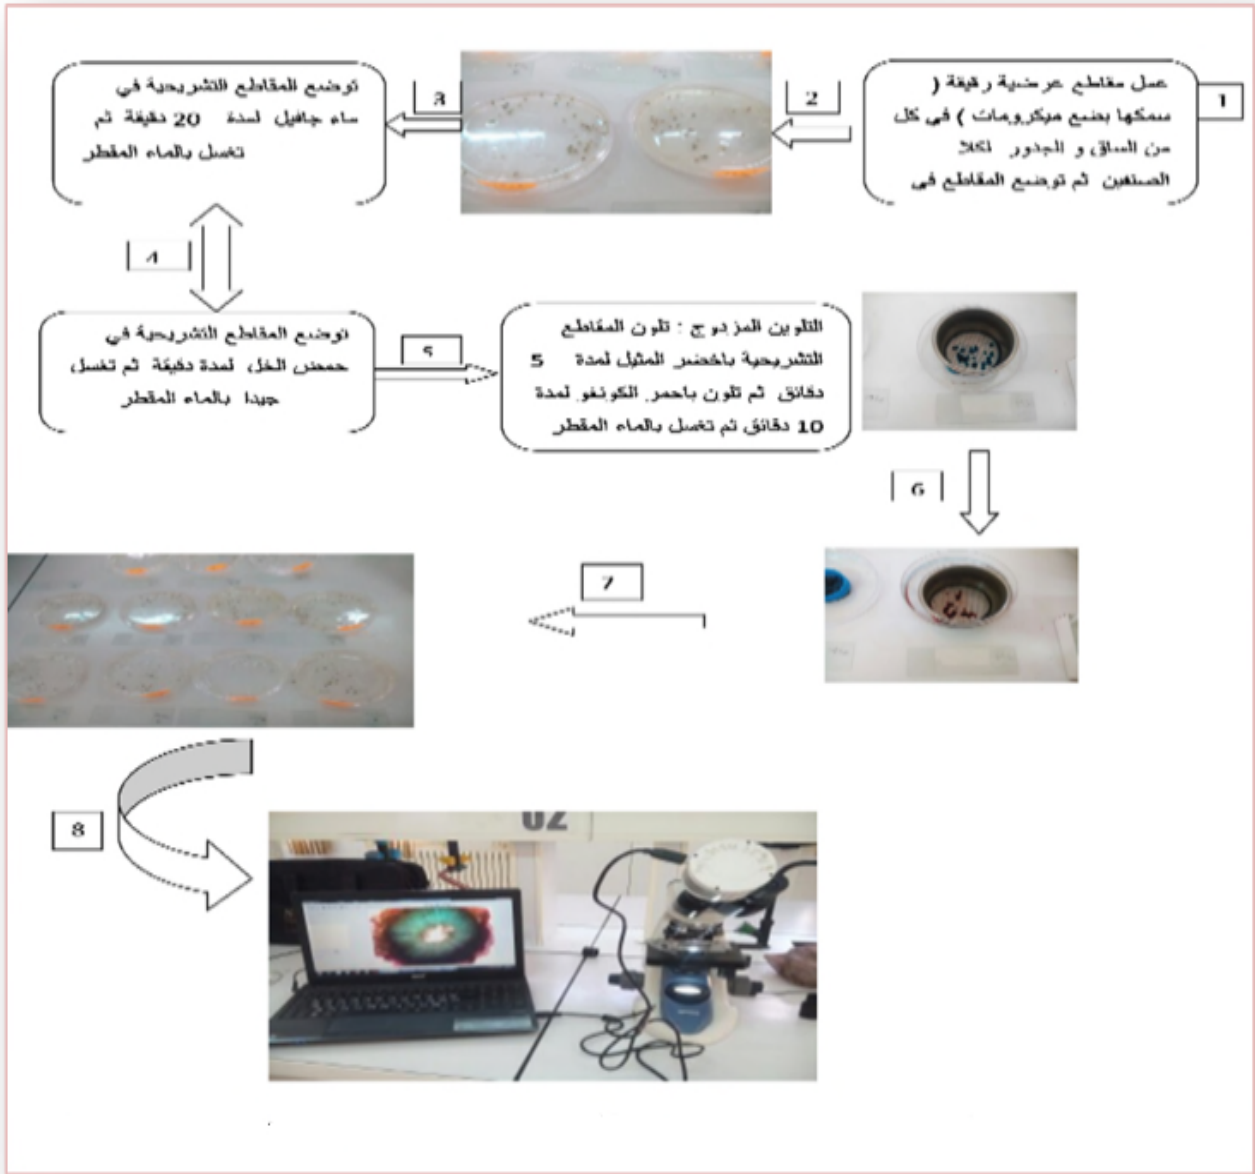 1
عمل مقاطع عرضية رقيقة (
سمكها بضع ميكرومات ) في كل
من الساق و الجذور لكلا
الصنفين ثم توضع المقاطع في
2
3
توضع المقاطع التشريحية في
ماء جافيل لمدة 20 دقيقة ثم
تغسل بالماء المقطر
4
توضع المقاطع التشريحية في
حمض الخل لمدة دقيقة ثم تغسل
جيدا بالماء المقطر
5
التلوين المزدوج : تلون المقاطع
التشريحية باخضر المثيل لمدة 5
دقائق ثم تلون باحمر الكونغو لمدة
10 دقائق ثم تغسل بالماء المقطر
6
7
8
02